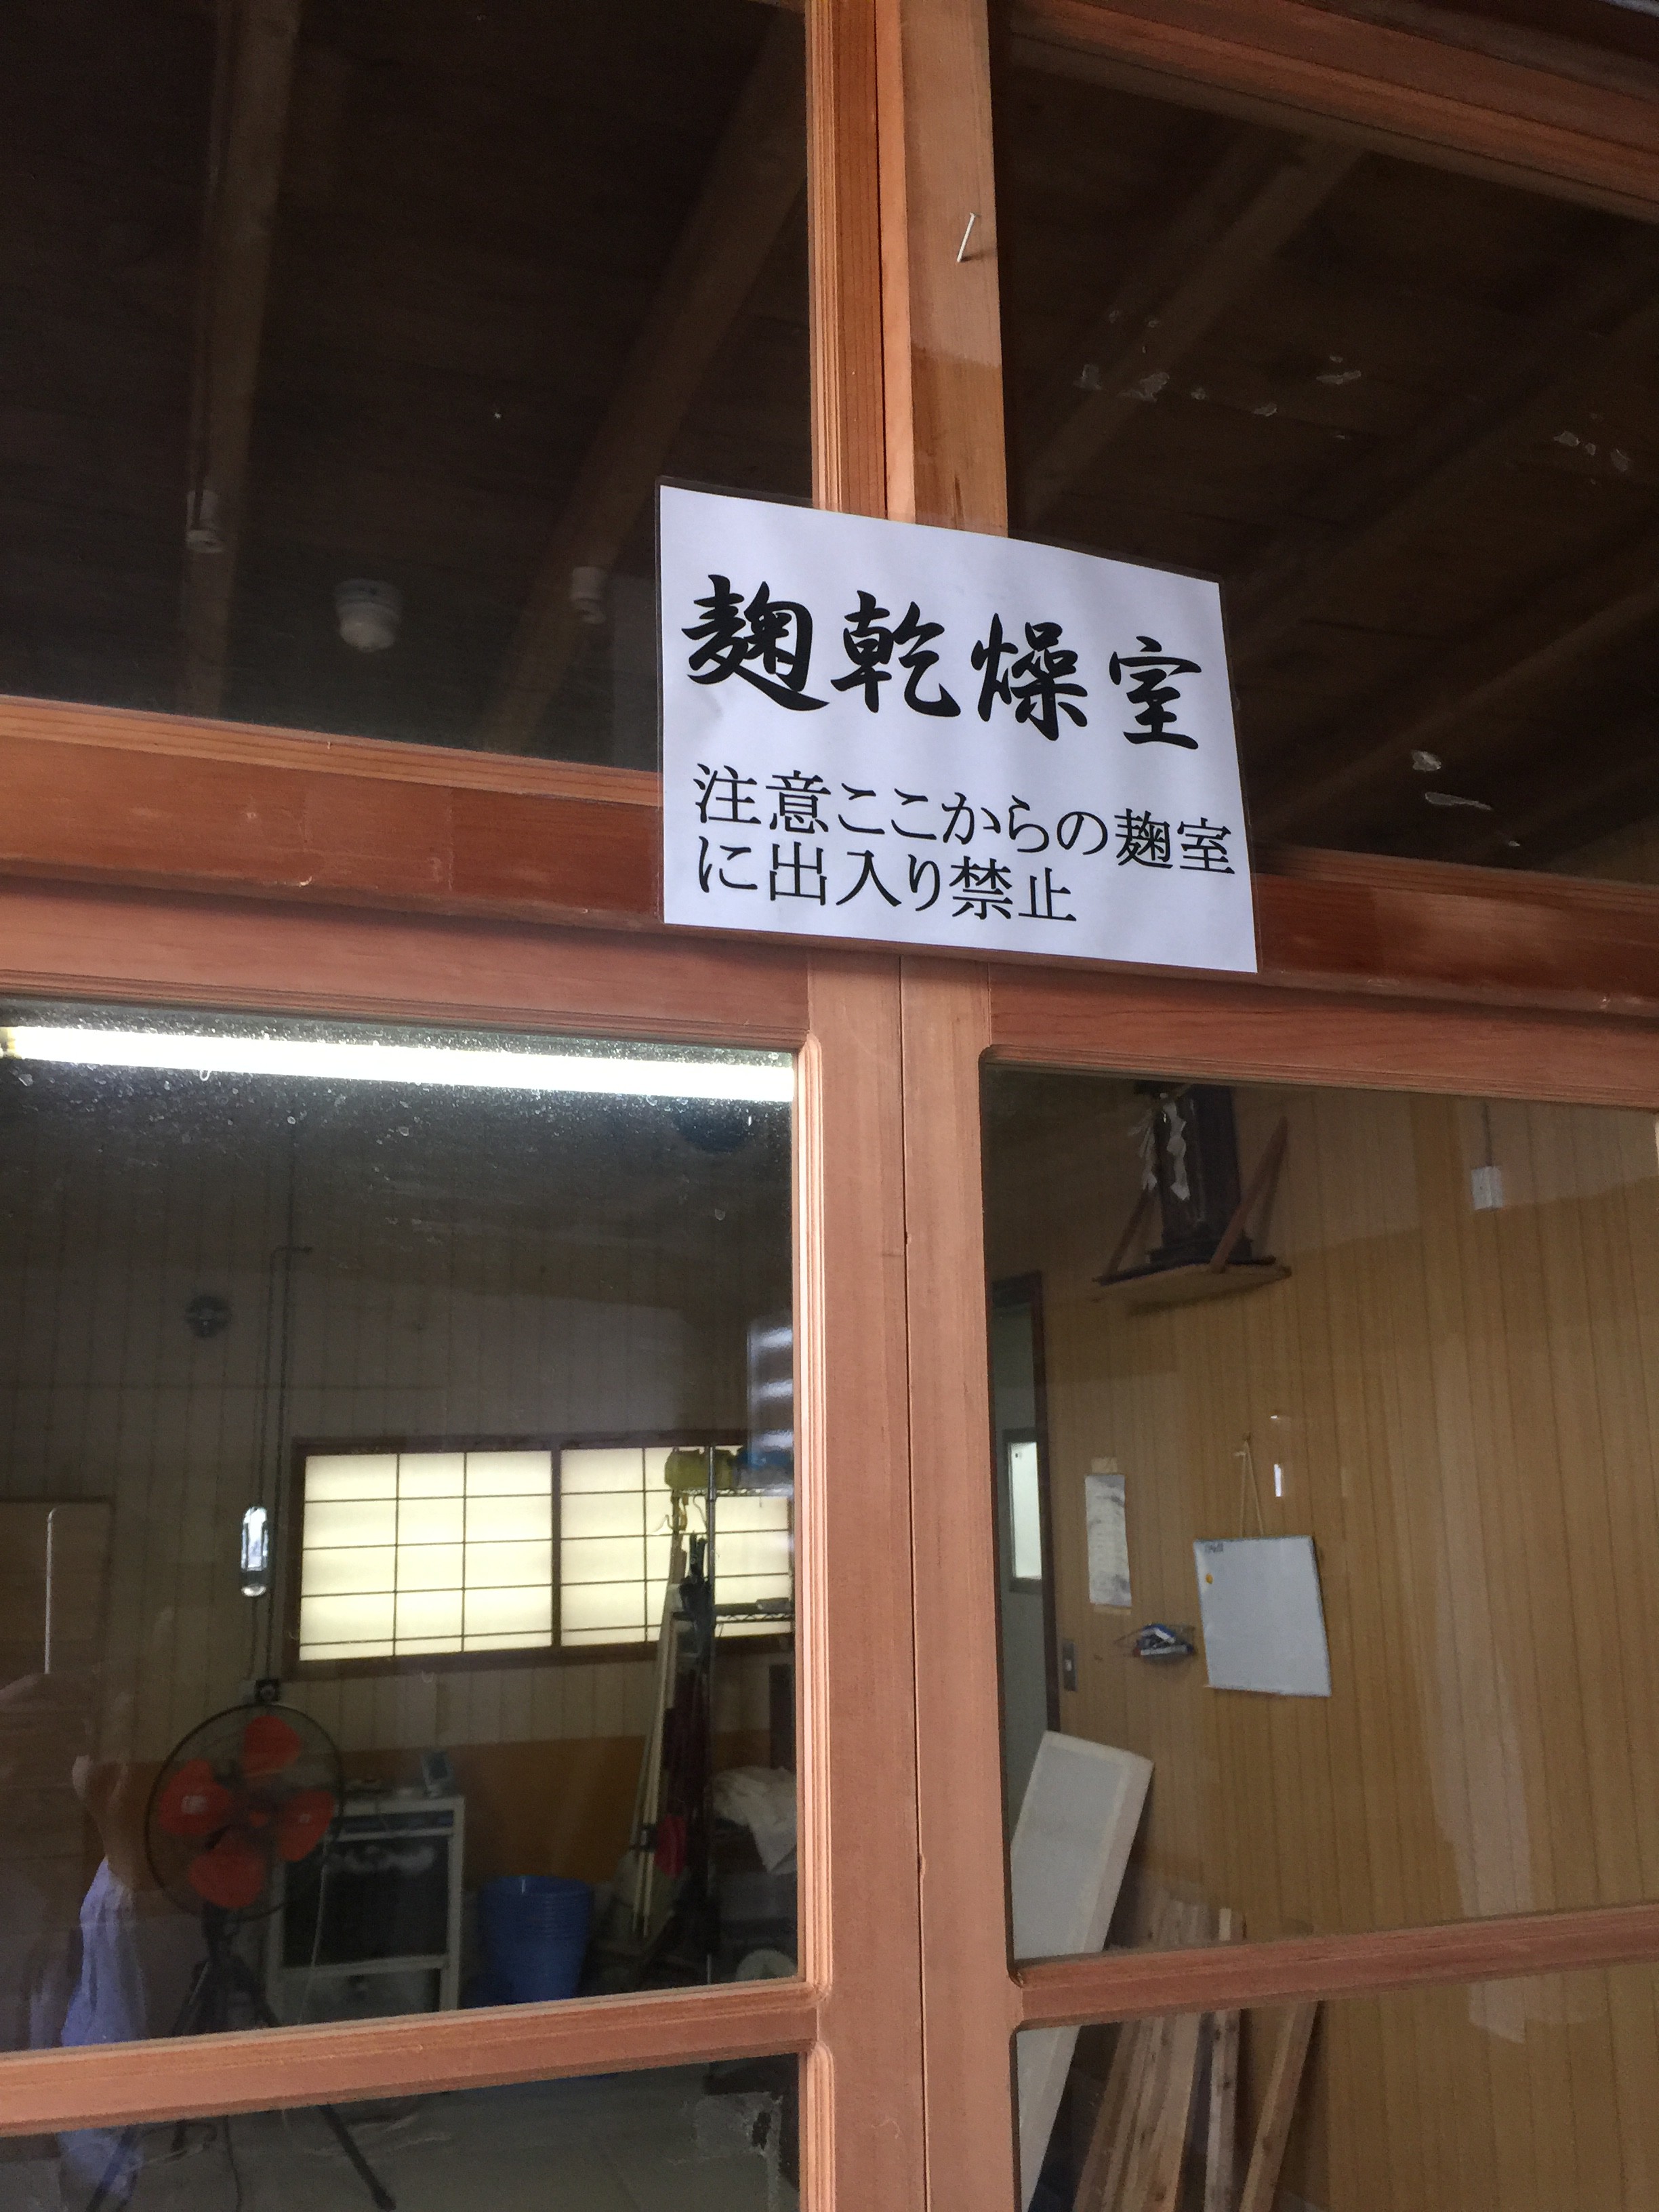 麹乾燥室
注意ここからの麹室
に出入り禁止